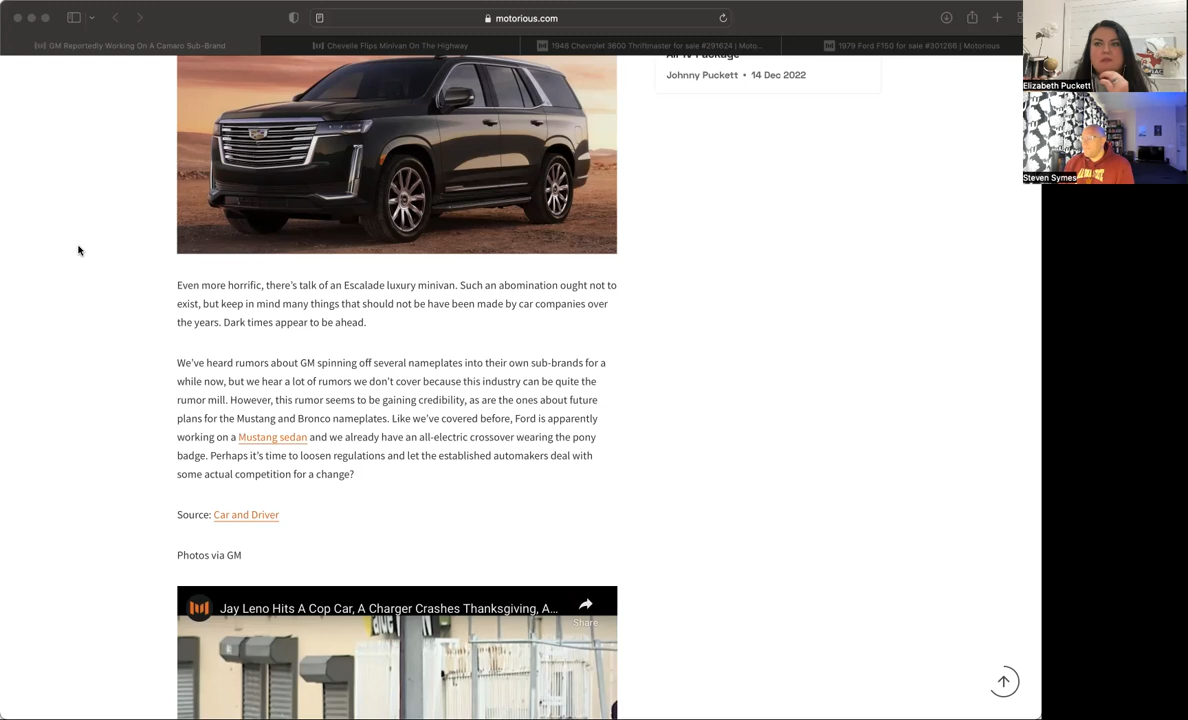 motorious.com
GM Reportedly Working On A Camaro Sub-Brand
Chevelle Flips Minivan On The Highway
1948 Chevrolet 3600 Thriftmaster for sale #291624 | Moto...
1979 Ford F150 for sale #301266 | Motorious
Johnny Puckett • 14 Dec 2022
Elizabeth Puckett
Steven Symes
Even more horrific, there's talk of an Escalade luxury minivan. Such an abomination ought not to
exist, but keep in mind many things that should not be have been made by car companies over
the years. Dark times appear to be ahead.
We've heard rumors about GM spinning off several nameplates into their own sub-brands for a
while now, but we hear a lot of rumors we don't cover because this industry can be quite the
rumor mill. However, this rumor seems to be gaining credibility, as are the ones about future
plans for the Mustang and Bronco nameplates. Like we've covered before, Ford is apparently
working on a Mustang sedan and we already have an all-electric crossover wearing the pony
badge. Perhaps it's time to loosen regulations and let the established automakers deal with
some actual competition for a change?
Source: Car and Driver
Photos via GM
Jay Leno Hits A Cop Car, A Charger Crashes Thanksgiving, A...
Share